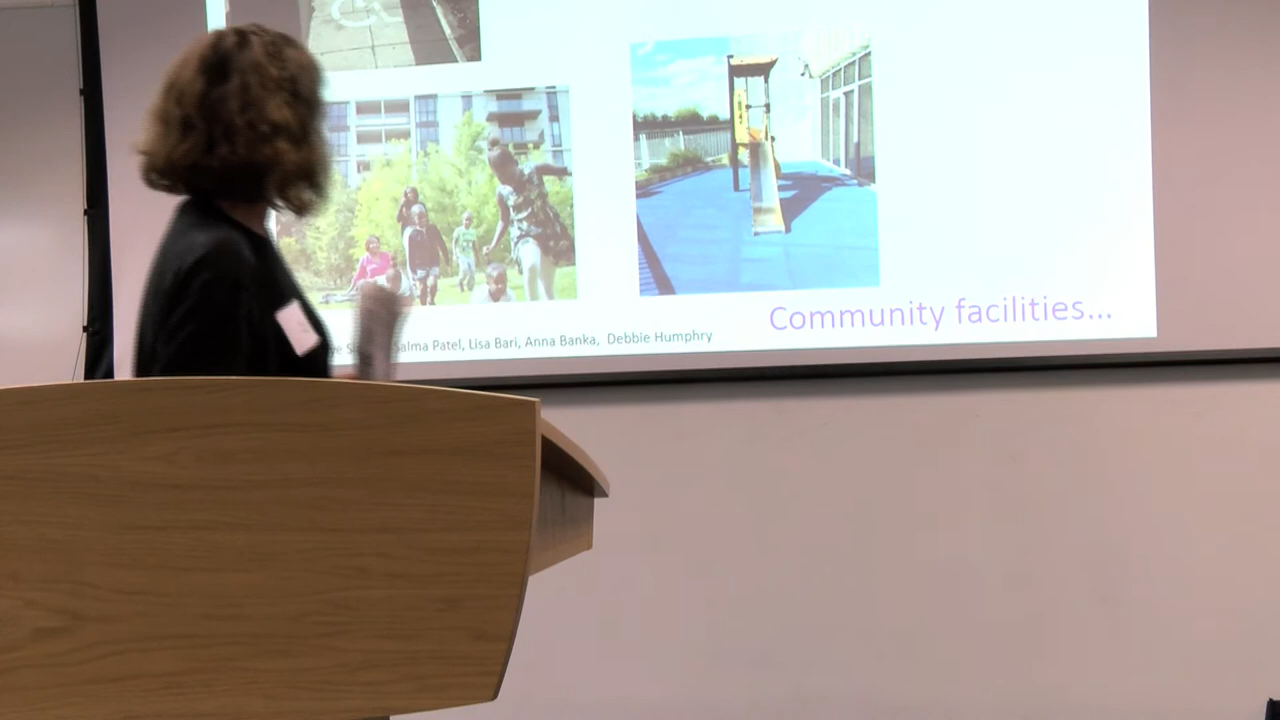 Salma Patel, Lisa Bari, Anna Banka, Debbie Humphry
Community facilities...